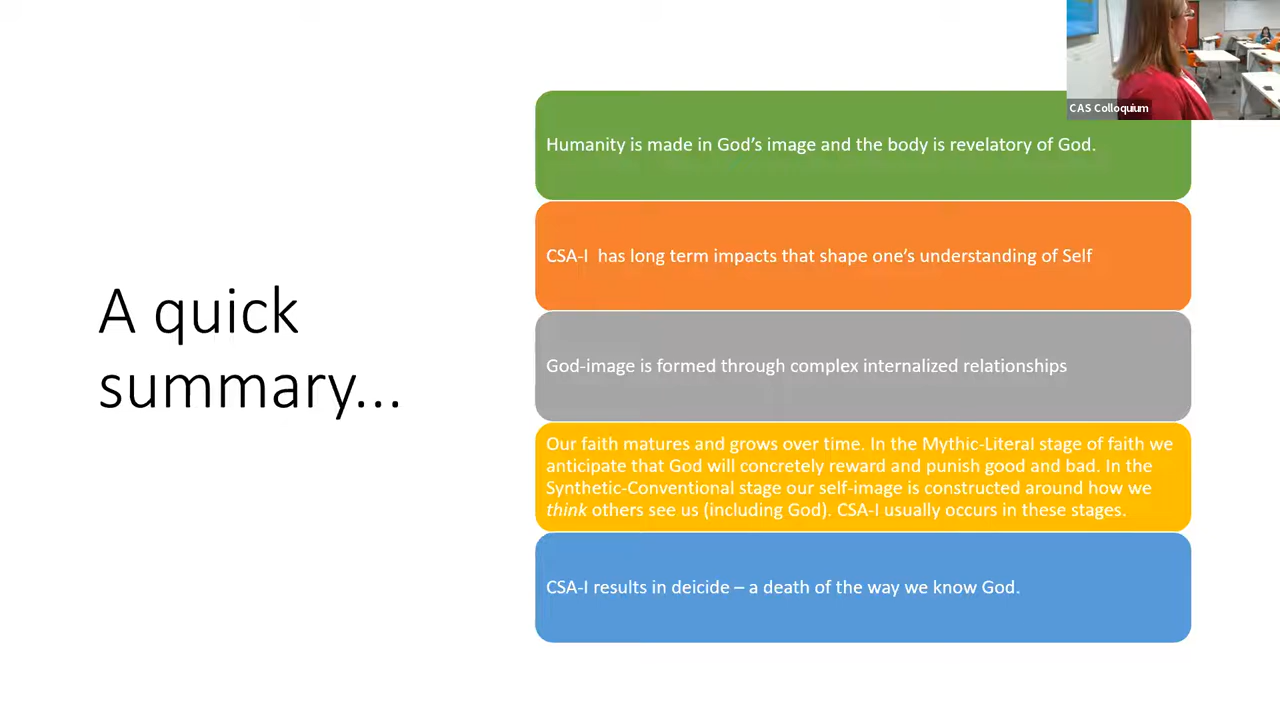 CAS Colloquium
A quick
summary...
Humanity is made in God's image and the body is revelatory of God.
CSA-I  has long term impacts that shape one's understanding of Self
God-image is formed through complex internalized relationships
Our faith matures and grows over time. In the Mythic-Literal stage of faith we
anticipate that God will concretely reward and punish good and bad. In the
Synthetic-Conventional stage our self-image is constructed around how we
think others see us (including God). CSA-I usually occurs in these stages.
CSA-I results in deicide – a death of the way we know God.